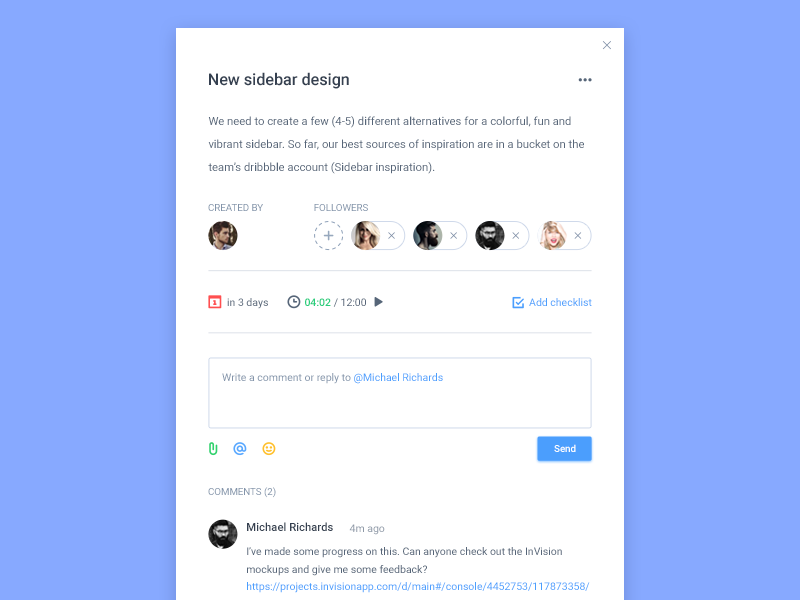 New sidebar design
We need to create a few (4-5) different alternatives for a colorful, fun and
vibrant sidebar. So far, our best sources of inspiration are in a bucket on the
team's dribbble account (Sidebar inspiration).
CREATED BY
FOLLOWERS
1 in 3 days
04:02 / 12:00
Add checklist
Write a comment or reply to @Michael Richards
@
Send
COMMENTS (2)
Michael Richards 4m ago
I've made some progress on this. Can anyone check out the InVision
mockups and give me some feedback?
https://projects.invisionapp.com/d/main#/console/4452753/117873358/